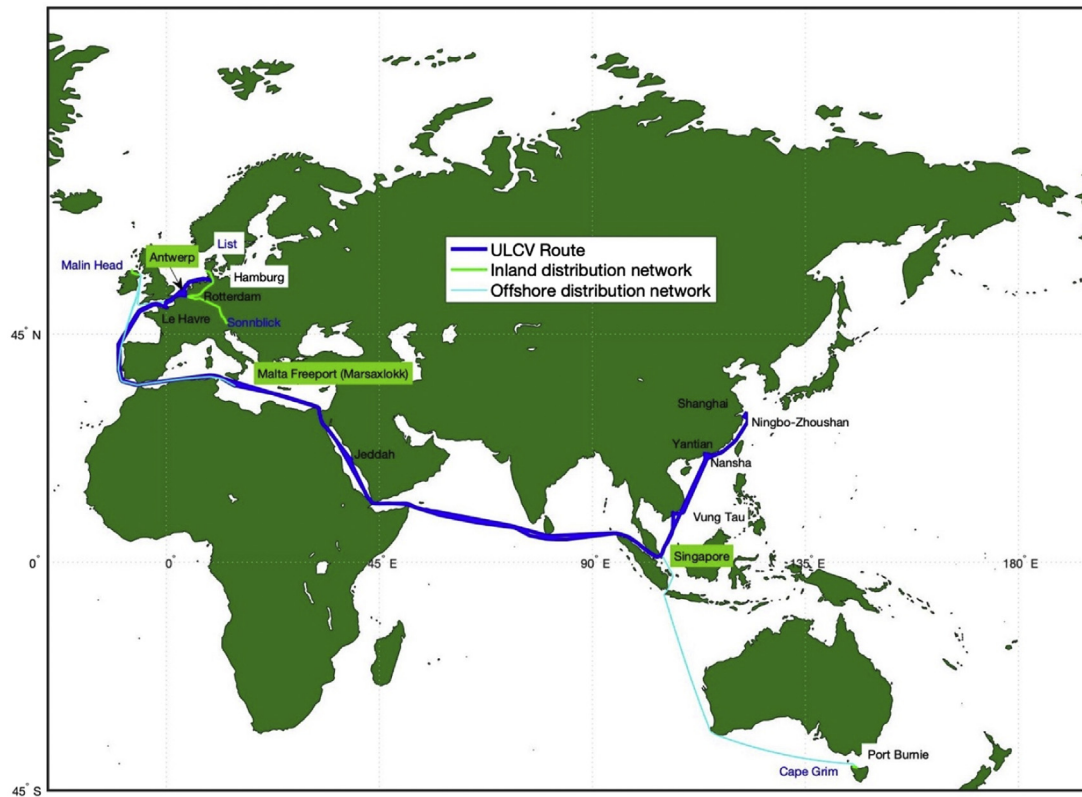 ULCV Route
Inland distribution network
Offshore distribution network
List
Antwerp
Malin Head
Hamburg
Rotterdam
Le Havre
Sonnblick
45° N
Malta Freeport (Marsaxlokk)
Shanghai
Ningbo-Zhoushan
Yantian
Nansha
Jeddah
Vung Tau
Singapore
0°
0°
45° E
90° E
135° E
180° E
Port Burnie
Cape Grim
45° S